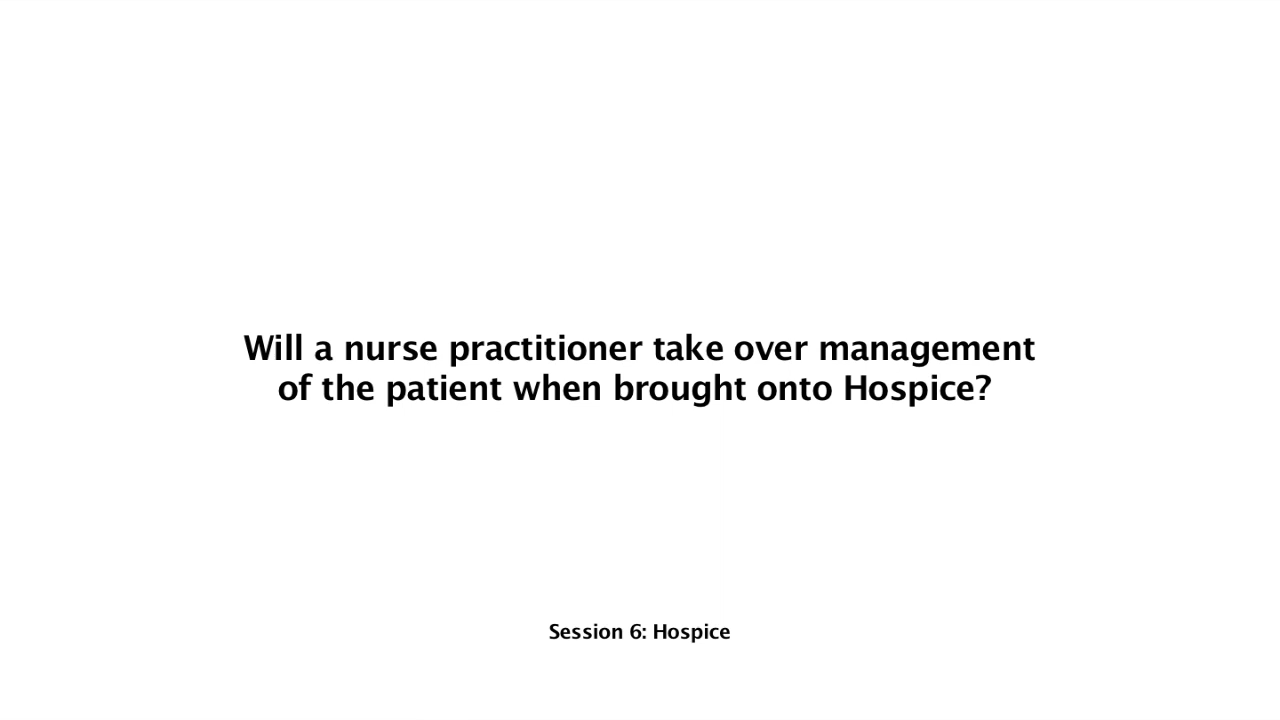 Will a nurse practitioner take over management
of the patient when brought onto Hospice?
Session 6: Hospice